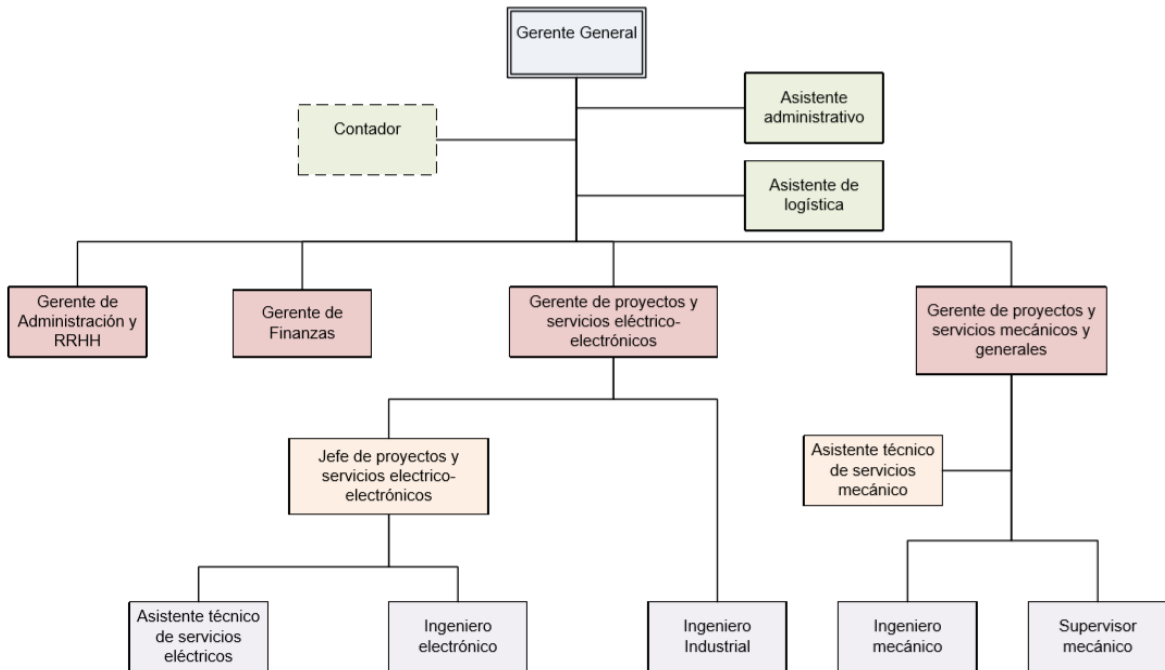 Gerente General
Asistente
administrativo
Contador
Asistente de
logística
Gerente de
Administración y
RRHH
Gerente de
Finanzas
Gerente de proyectos y
servicios eléctrico-
electrónicos
Gerente de proyectos y
servicios mecánicos y
generales
Jefe de proyectos y
servicios electrico-
electrónicos
Asistente técnico
de servicios
mecánico
Asistente técnico
de servicios
eléctricos
Ingeniero
electrónico
Ingeniero
Industrial
Ingeniero
mecánico
Supervisor
mecánico